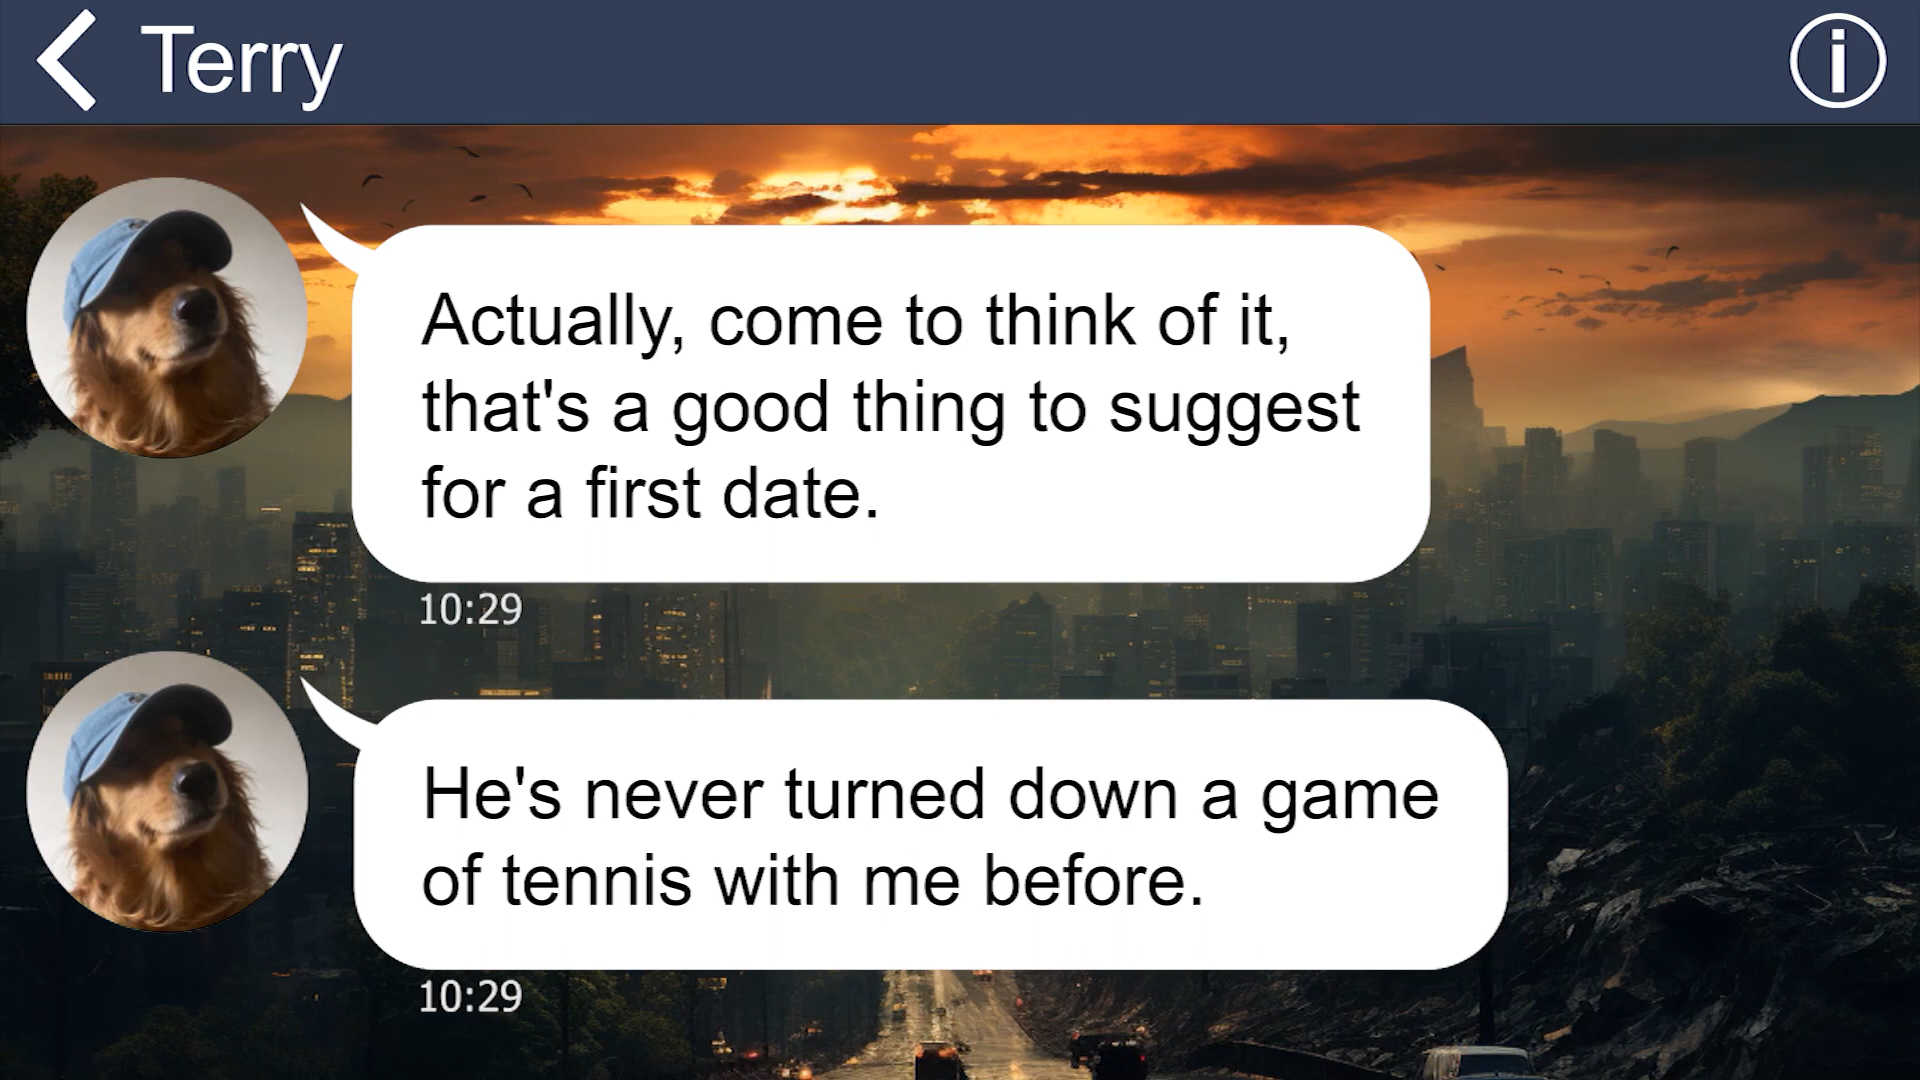 Terry
Actually, come to think of it,
that's a good thing to suggest
for a first date.
10:29
He's never turned down a game
of tennis with me before.
10:29